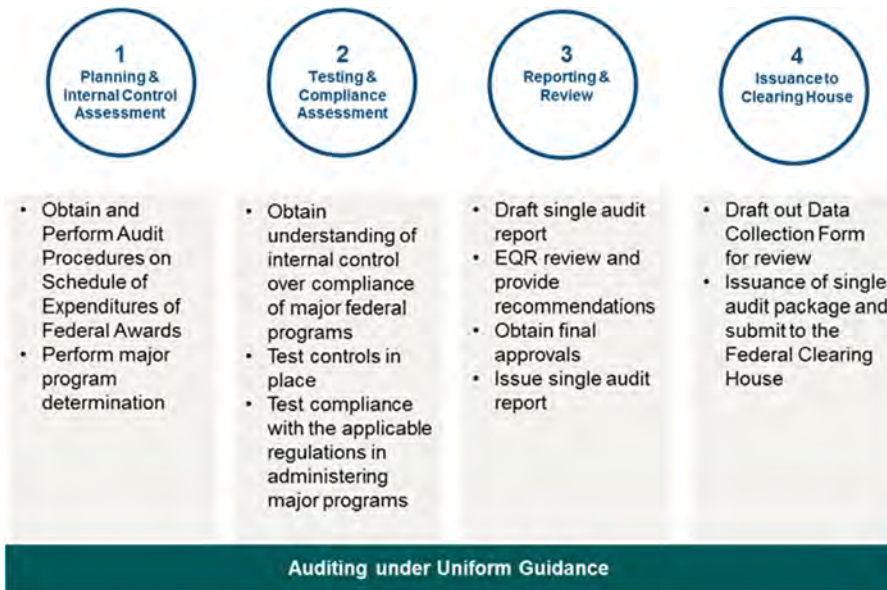 1
Planning &
Internal Control
Assessment
2
Testing &
Compliance
Assessment
3
Reporting &
Review
4
Issuance to
Clearing House
• Obtain and
Perform Audit
Procedures on
Schedule of
Expenditures of
Federal Awards
• Perform major
program
determination
• Obtain
understanding of
internal control
over compliance
of major federal
programs
• Test controls in
place
• Test compliance
with the applicable
regulations in
administering
major programs
• Draft single audit
report
• EQR review and
provide
recommendations
• Obtain final
approvals
• Issue single audit
report
• Draft out Data
Collection Form
for review
• Issuance of single
audit package and
submit to the
Federal Clearing
House
Auditing under Uniform Guidance